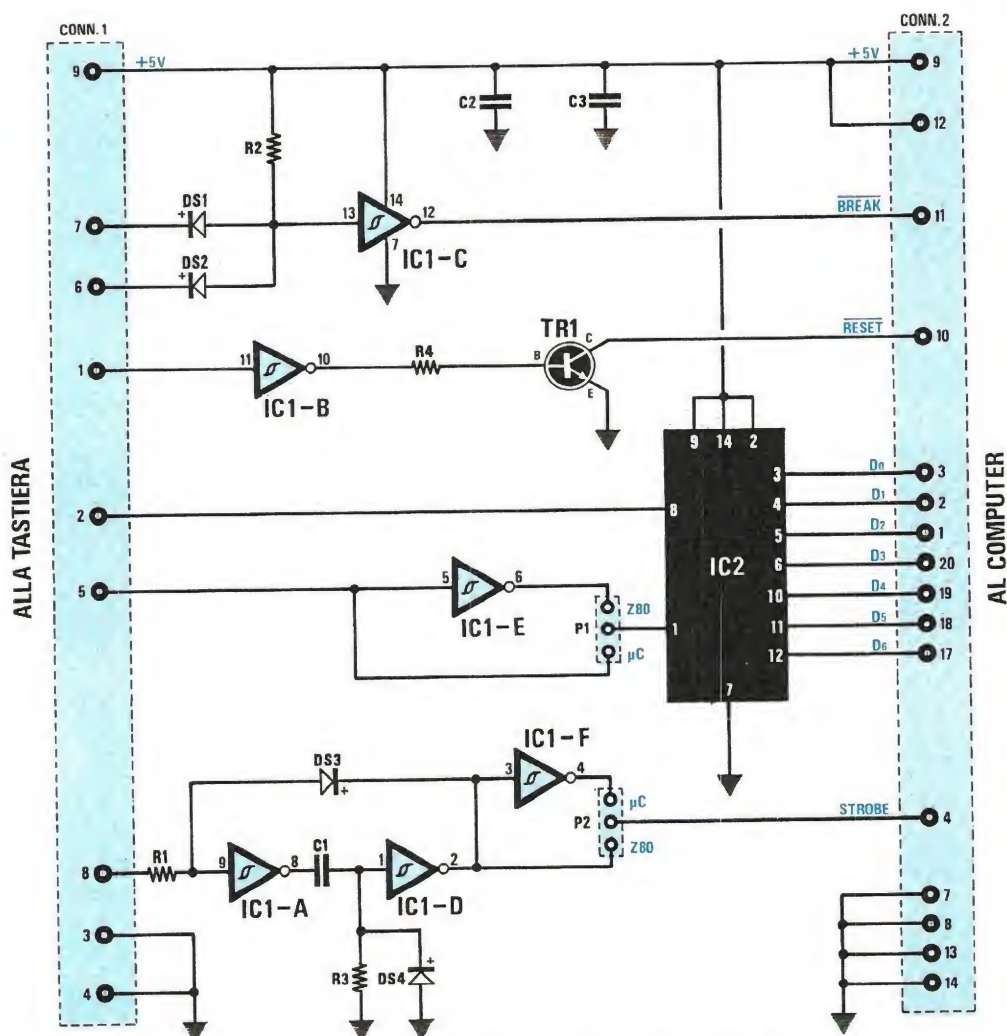 CONN.1
CONN.2
9 +5V
+5V 9
C2
C3
12
R2
DS1
+
7
13
14
12
7
BREAK
11
IC1-C
DS2
+
6
TR1
C
RESET
10
R4
B
1
11
10
E
IC1-B
9 14 2
ALLA TASTIERA
AL COMPUTER
3 D0 3
2
8
4 D1 2
5 D2 1
IC2
6 D3 20
5
5
6
10 D4 19
Z80
IC1-E
P1
1
11 D5 18
µC
12 D6 17
7
IC1-F
DS3
+
3
4
µC
P2
STROBE
4
Z80
8
R1
9
8
C1
1
2
IC1-A
IC1-D
7
3
8
R3
DS4
+
13
4
14